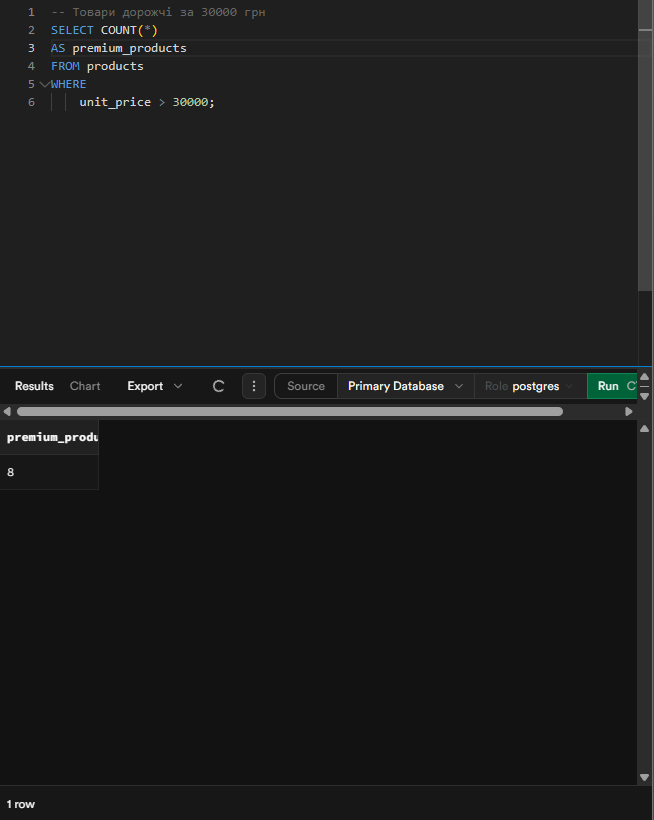 1 -- Товари дорожчі за 30000 грн
2 SELECT COUNT(*)
3 AS premium_products
4 FROM products
5 WHERE
6 unit_price > 30000;
Results Chart Export Source Primary Database Role postgres Run
premium_produ
8
1 row